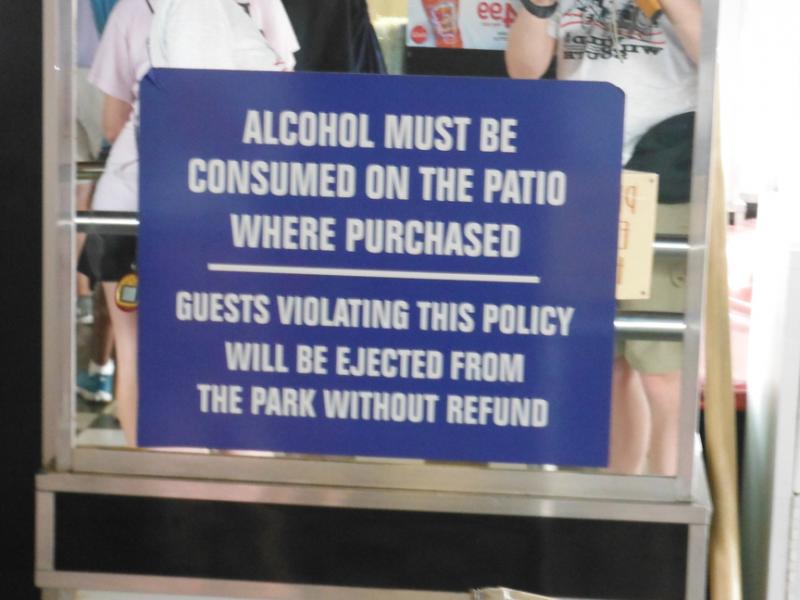 ALCOHOL MUST BE
CONSUMED ON THE PATIO
WHERE PURCHASED
GUESTS VIOLATING THIS POLICY
WILL BE EJECTED FROM
THE PARK WITHOUT REFUND